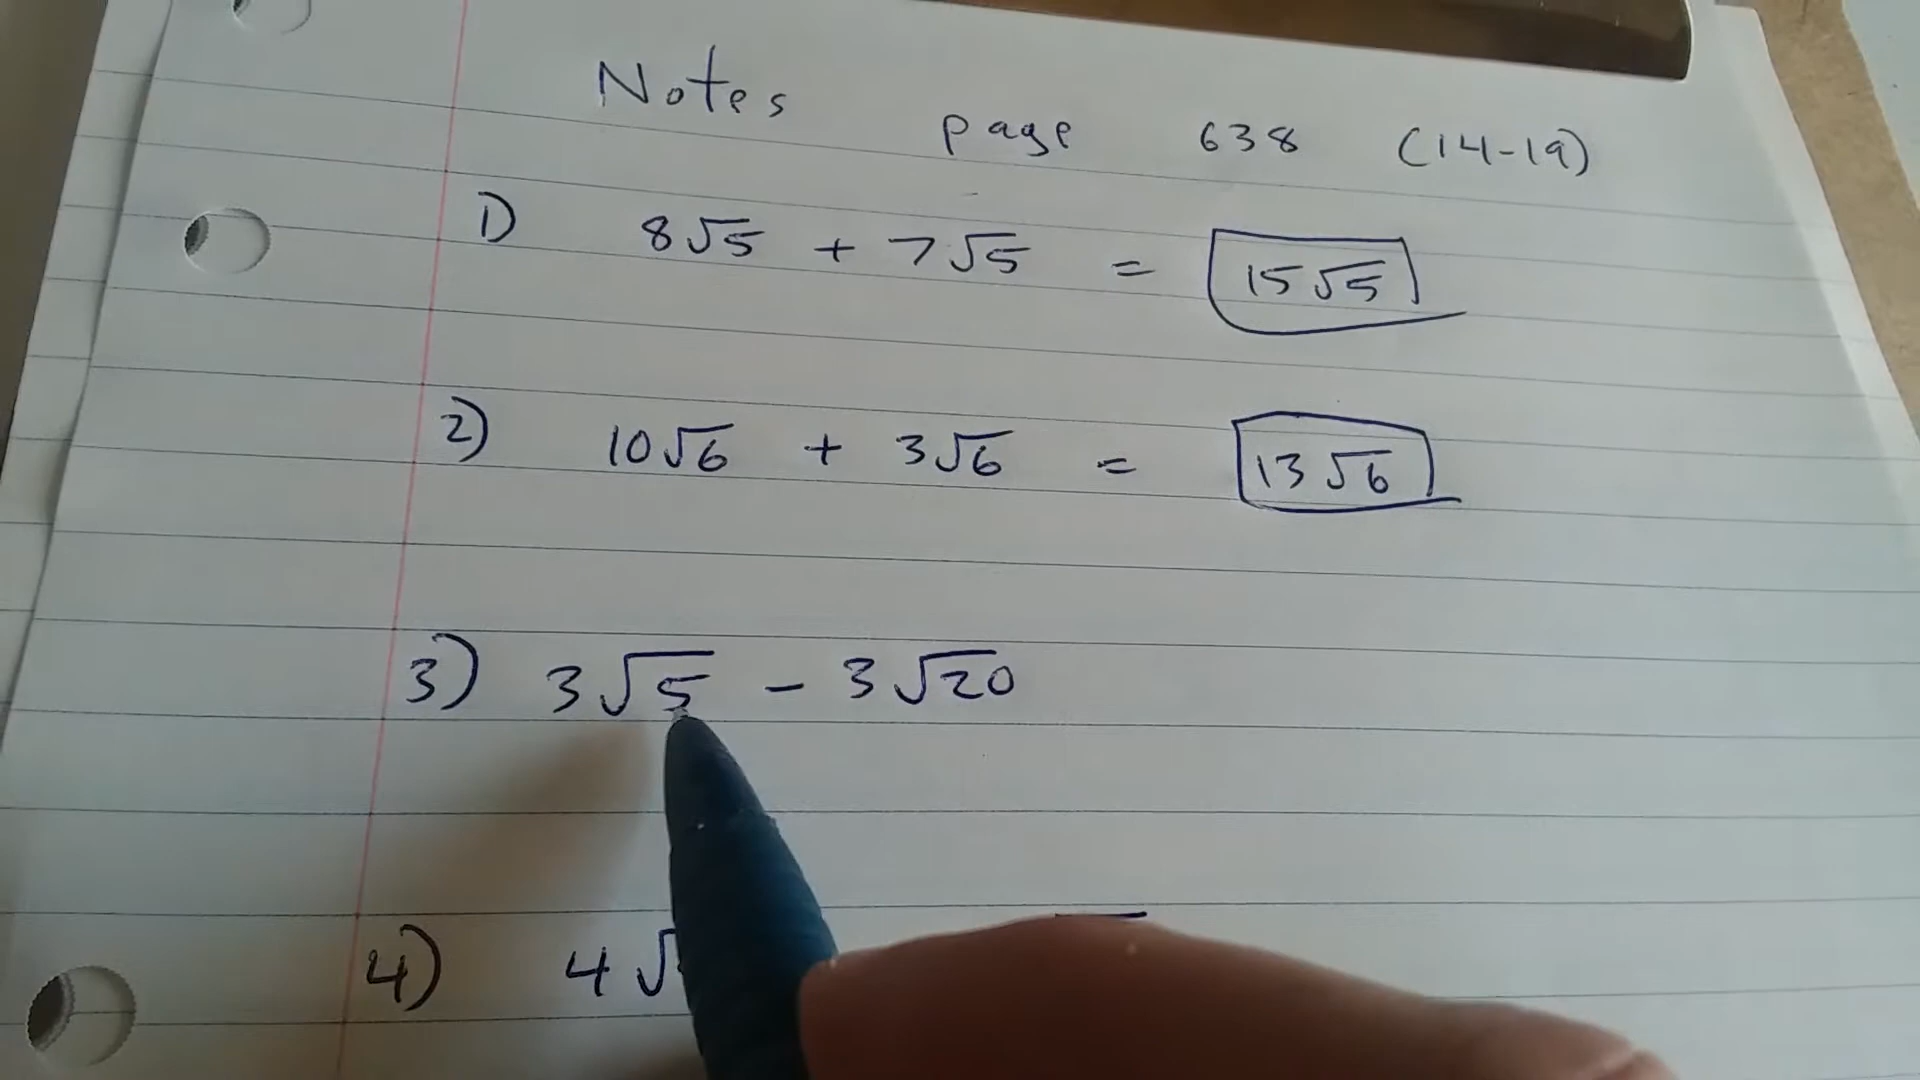 Notes page 638 (14-19)
1) 8√5 + 7√5 = 15√5
2) 10√6 + 3√6 = 13√6
3) 3√5 - 3√20
4) 4√